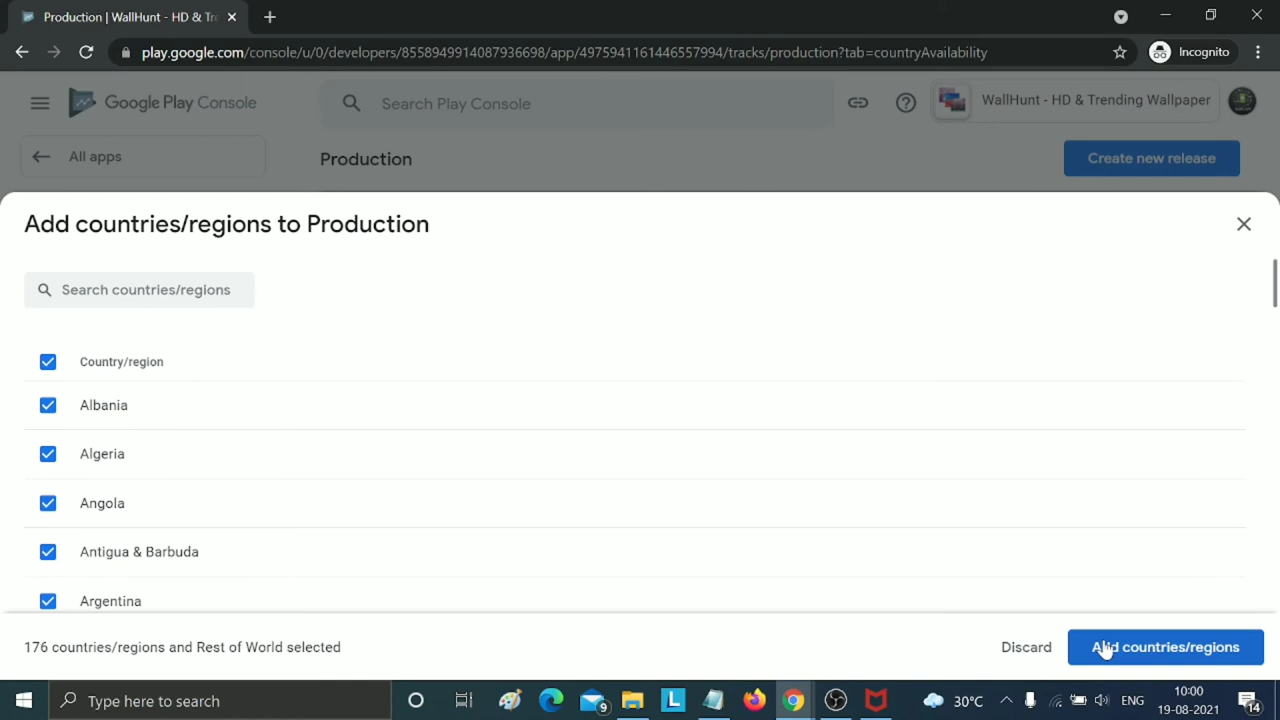 Production | WallHunt - HD & Tr
play.google.com/console/u/0/developers/8558949914087936698/app/4975941161446557994/tracks/production?tab=countryAvailability
Incognito
Google Play Console
Search Play Console
WallHunt - HD & Trending Wallpaper
All apps
Production
Create new release
Add countries/regions to Production
Search countries/regions
Country/region
Albania
Algeria
Angola
Antigua & Barbuda
Argentina
176 countries/regions and Rest of World selected
Discard
Add countries/regions
Type here to search
9
30°C
ENG
10:00
19-08-2021
14